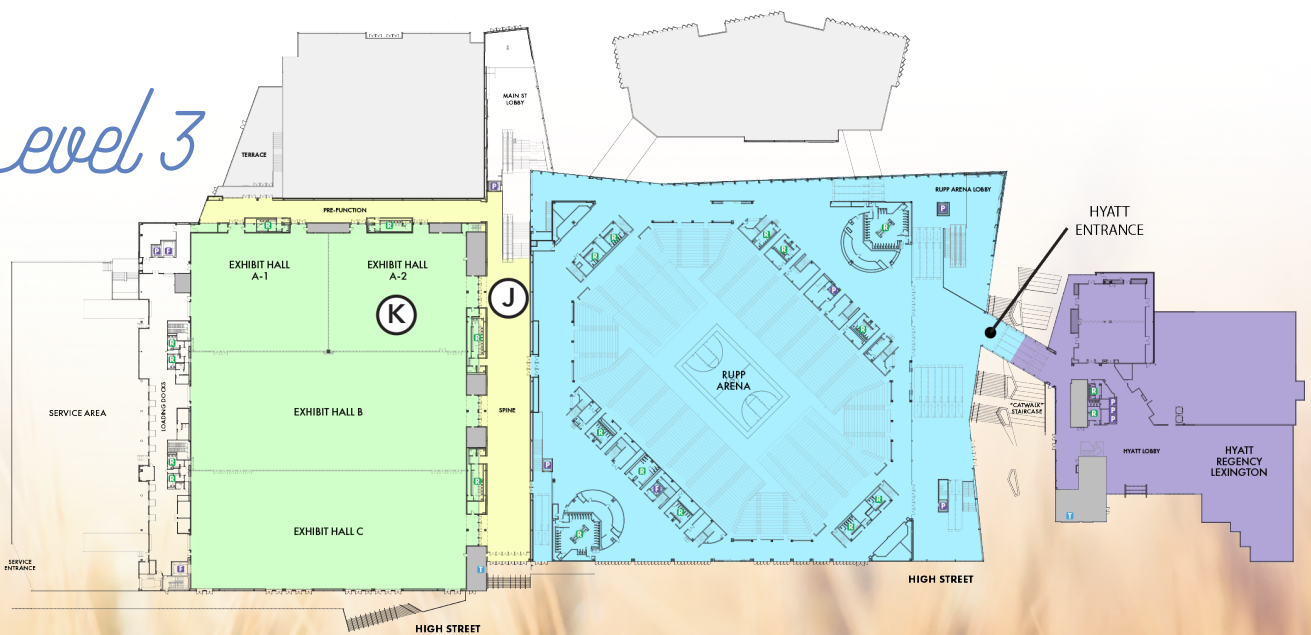 evel 3
MAIN ST
LOBBY
TERRACE
PRE-FUNCTION
RUPP ARENA LOBBY
HYATT
ENTRANCE
EXHIBIT HALL
A-1
EXHIBIT HALL
A-2
K
J
RUPP
ARENA
SERVICE AREA
LOADING DOCKS
EXHIBIT HALL B
SPINE
"CATWALK"
STAIRCASE
HYATT LOBBY
HYATT
REGENCY
LEXINGTON
EXHIBIT HALL C
SERVICE
ENTRANCE
HIGH STREET
HIGH STREET